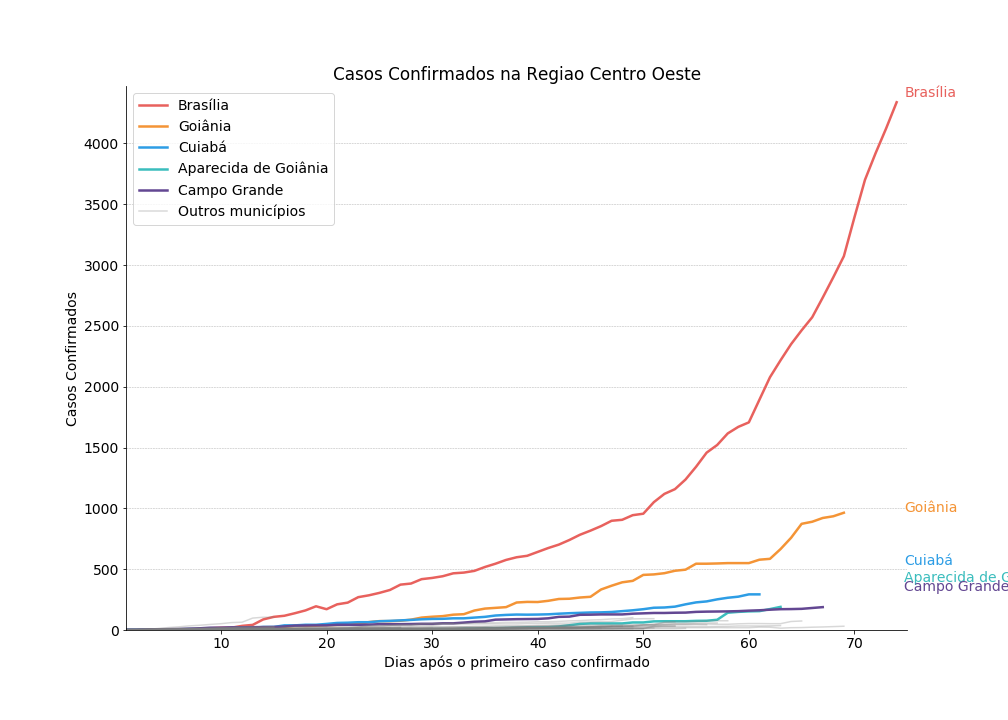 Casos Confirmados na Regiao Centro Oeste
Brasília
Goiânia
Cuiabá
Aparecida de Goiânia
Campo Grande
Outros municípios
Casos Confirmados
4000
3500
3000
2500
2000
1500
1000
500
0
10
20
30
40
50
60
70
Dias após o primeiro caso confirmado
Brasília
Goiânia
Cuiabá
Aparecida de G
Campo Grande